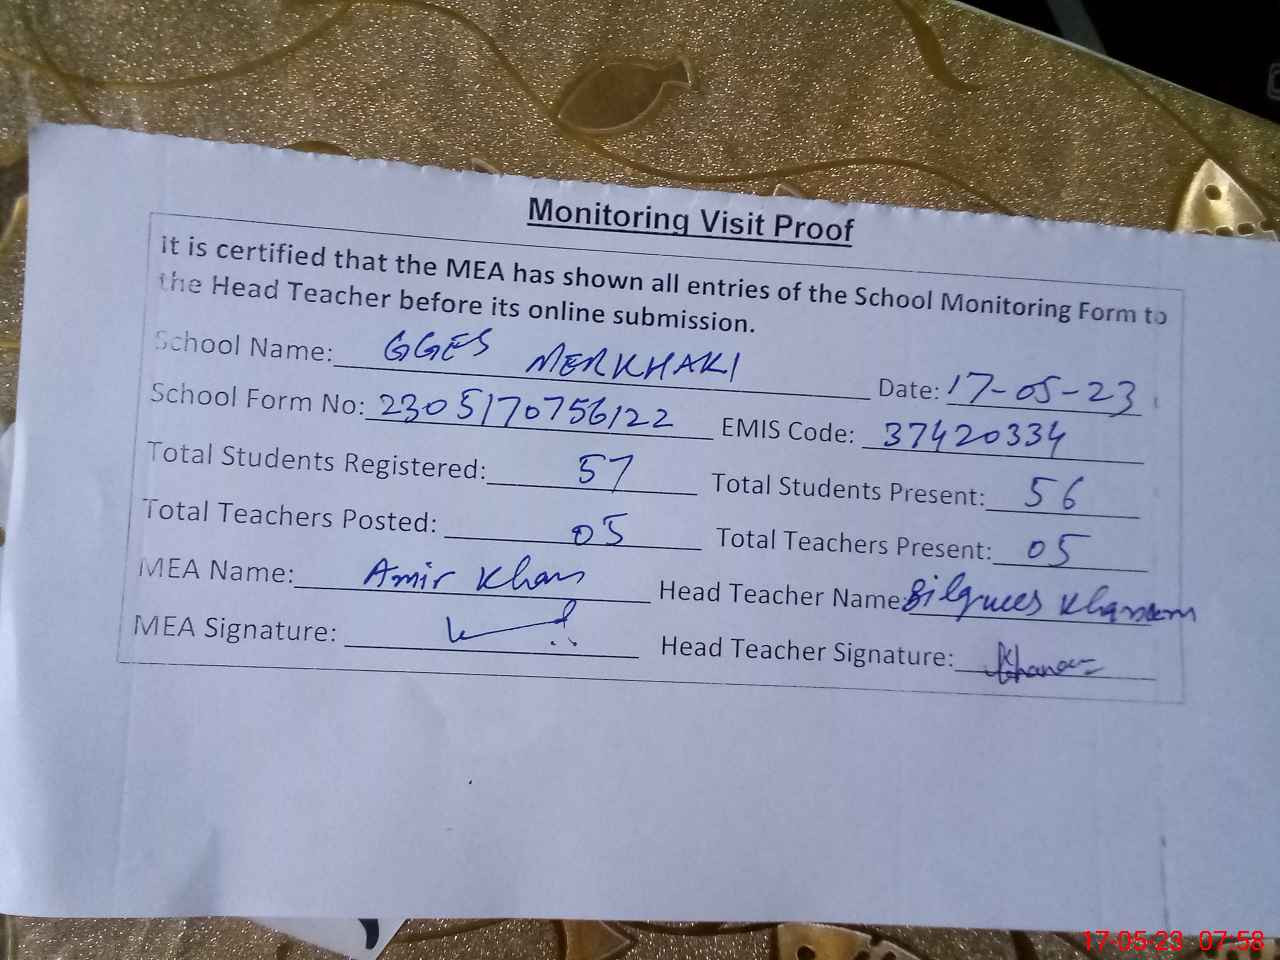 Monitoring Visit Proof
it is certified that the MEA has shown all entries of the School Monitoring Form to
the Head Teacher before its online submission.
School Name: GGES MERKHAKI Date: 17-05-23
School Form No: 2305170756122 EMIS Code: 37420334
Total Students Registered: 57 Total Students Present: 56
Total Teachers Posted: 05 Total Teachers Present: 05
MEA Name: Amir Khan Head Teacher Name: Bilquees Khanam
MEA Signature: Head Teacher Signature:
17-05-23 07:58